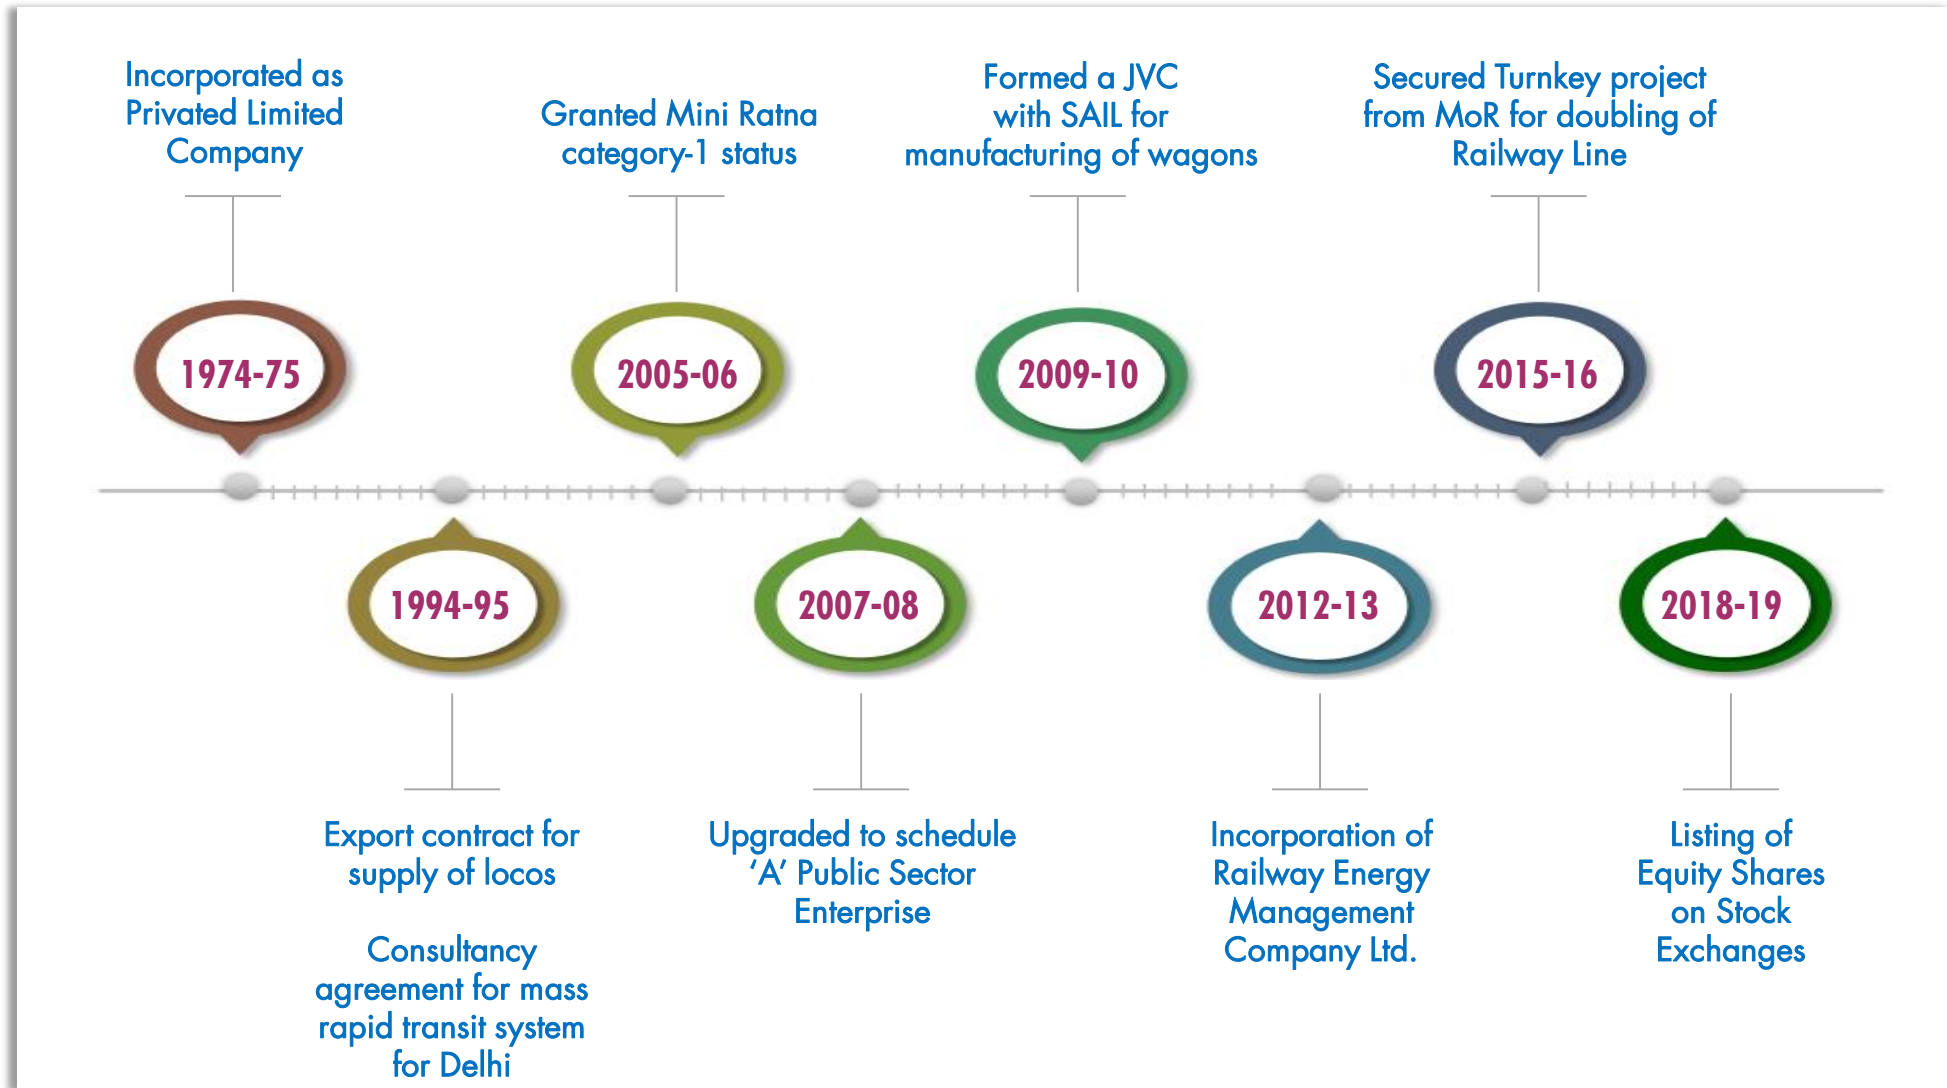 Incorporated as
Privated Limited
Company
Granted Mini Ratna
category-1 status
Formed a JVC
with SAIL for
manufacturing of wagons
Secured Turnkey project
from MoR for doubling of
Railway Line
1974-75
2005-06
2009-10
2015-16
1994-95
2007-08
2012-13
2018-19
Export contract for
supply of locos
Consultancy
agreement for mass
rapid transit system
for Delhi
Upgraded to schedule
‘A’ Public Sector
Enterprise
Incorporation of
Railway Energy
Management
Company Ltd.
Listing of
Equity Shares
on Stock
Exchanges